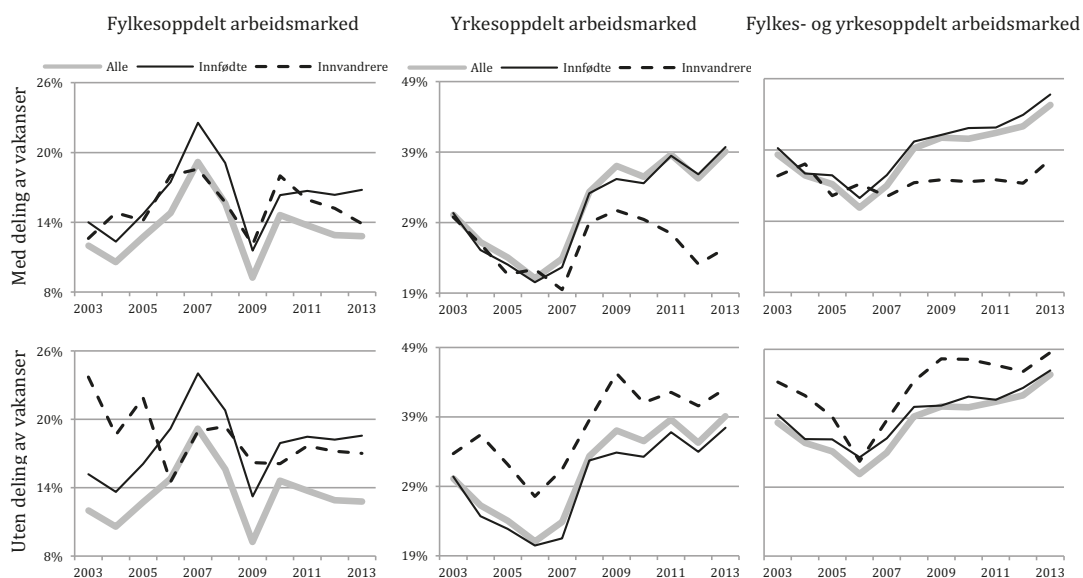 Fylkesoppdelt arbeidsmarked
Yrkesoppdelt arbeidsmarked
Fylkes- og yrkesoppdelt arbeidsmarked
Med deling av vakanser
Alle Innfødte Innvandrere
26%
20%
14%
8%
2003 2005 2007 2009 2011 2013
Alle Innfødte Innvandrere
49%
39%
29%
19%
2003 2005 2007 2009 2011 2013
2003 2005 2007 2009 2011 2013
Uten deling av vakanser
26%
20%
14%
8%
2003 2005 2007 2009 2011 2013
49%
39%
29%
19%
2003 2005 2007 2009 2011 2013
2003 2005 2007 2009 2011 2013